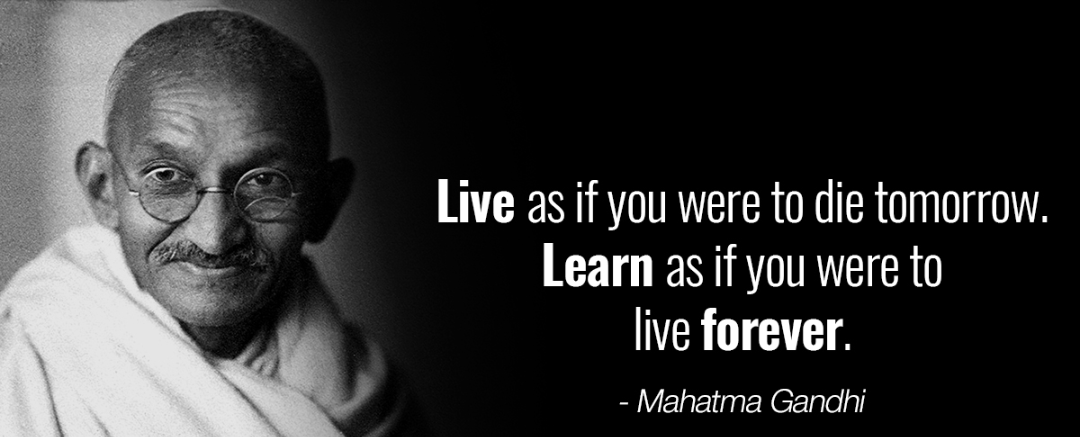 Live as if you were to die tomorrow.
Learn as if you were to
live forever.
- Mahatma Gandhi